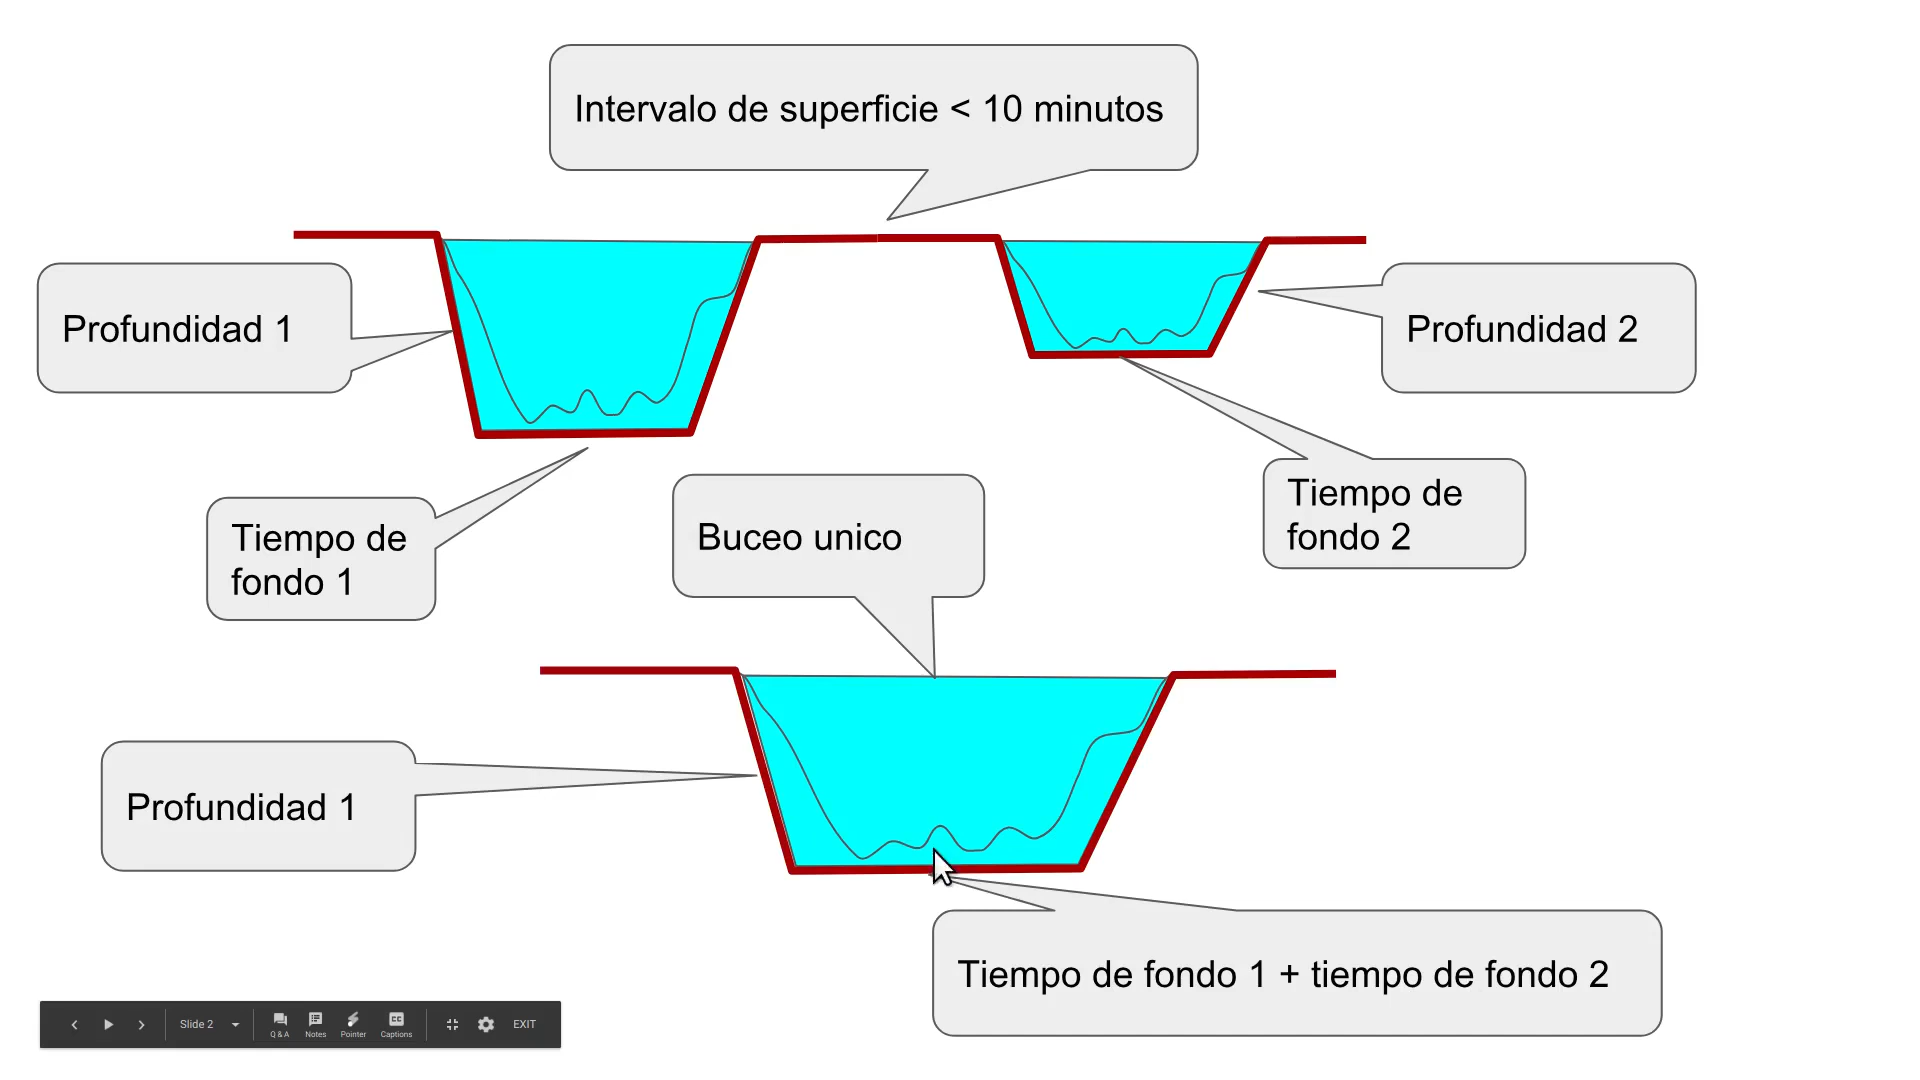 Intervalo de superficie < 10 minutos
Profundidad 1
Profundidad 2
Tiempo de
fondo 1
Buceo unico
Tiempo de
fondo 2
Profundidad 1
Tiempo de fondo 1 + tiempo de fondo 2
Slide 2
Q & A
Notes
Pointer
Captions
EXIT